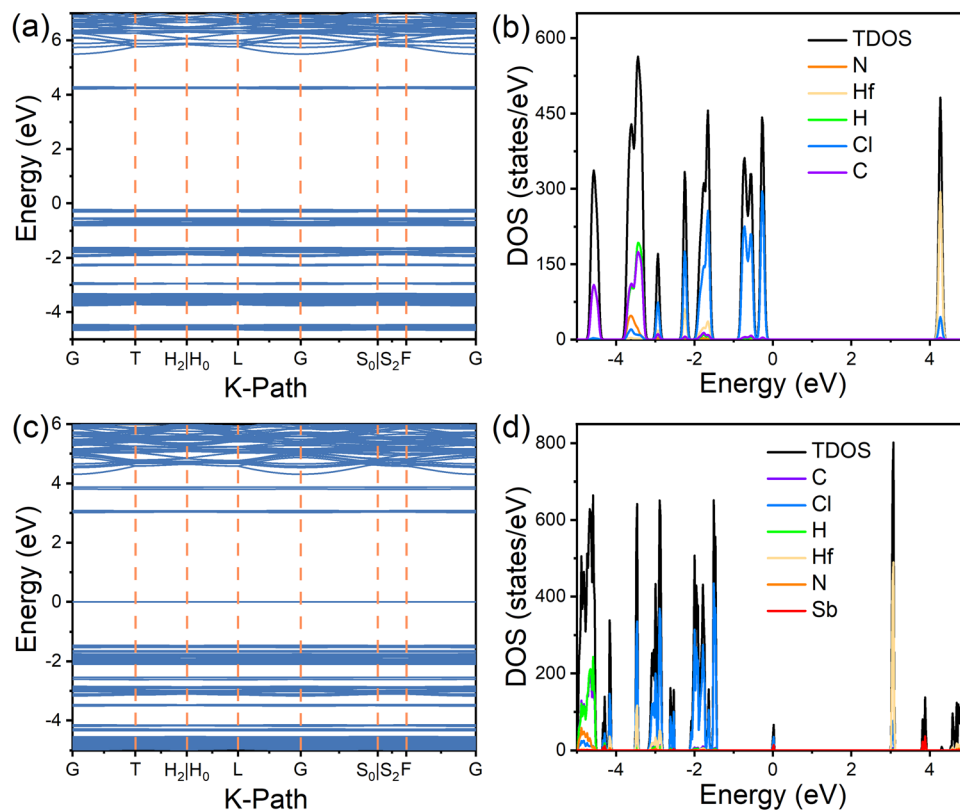 (a)
Energy (eV)
6
4
2
0
-2
-4
G T H₂|H₀ L G S₀|S₂ F G
K-Path
(b)
DOS (states/eV)
600
450
300
150
0
TDOS
N
Hf
H
Cl
C
-4 -2 0 2 4
Energy (eV)
(c)
Energy (eV)
6
4
2
0
-2
-4
G T H₂|H₀ L G S₀|S₂ F G
K-Path
(d)
DOS (states/eV)
800
600
400
200
0
TDOS
C
Cl
H
Hf
N
Sb
-4 -2 0 2 4
Energy (eV)